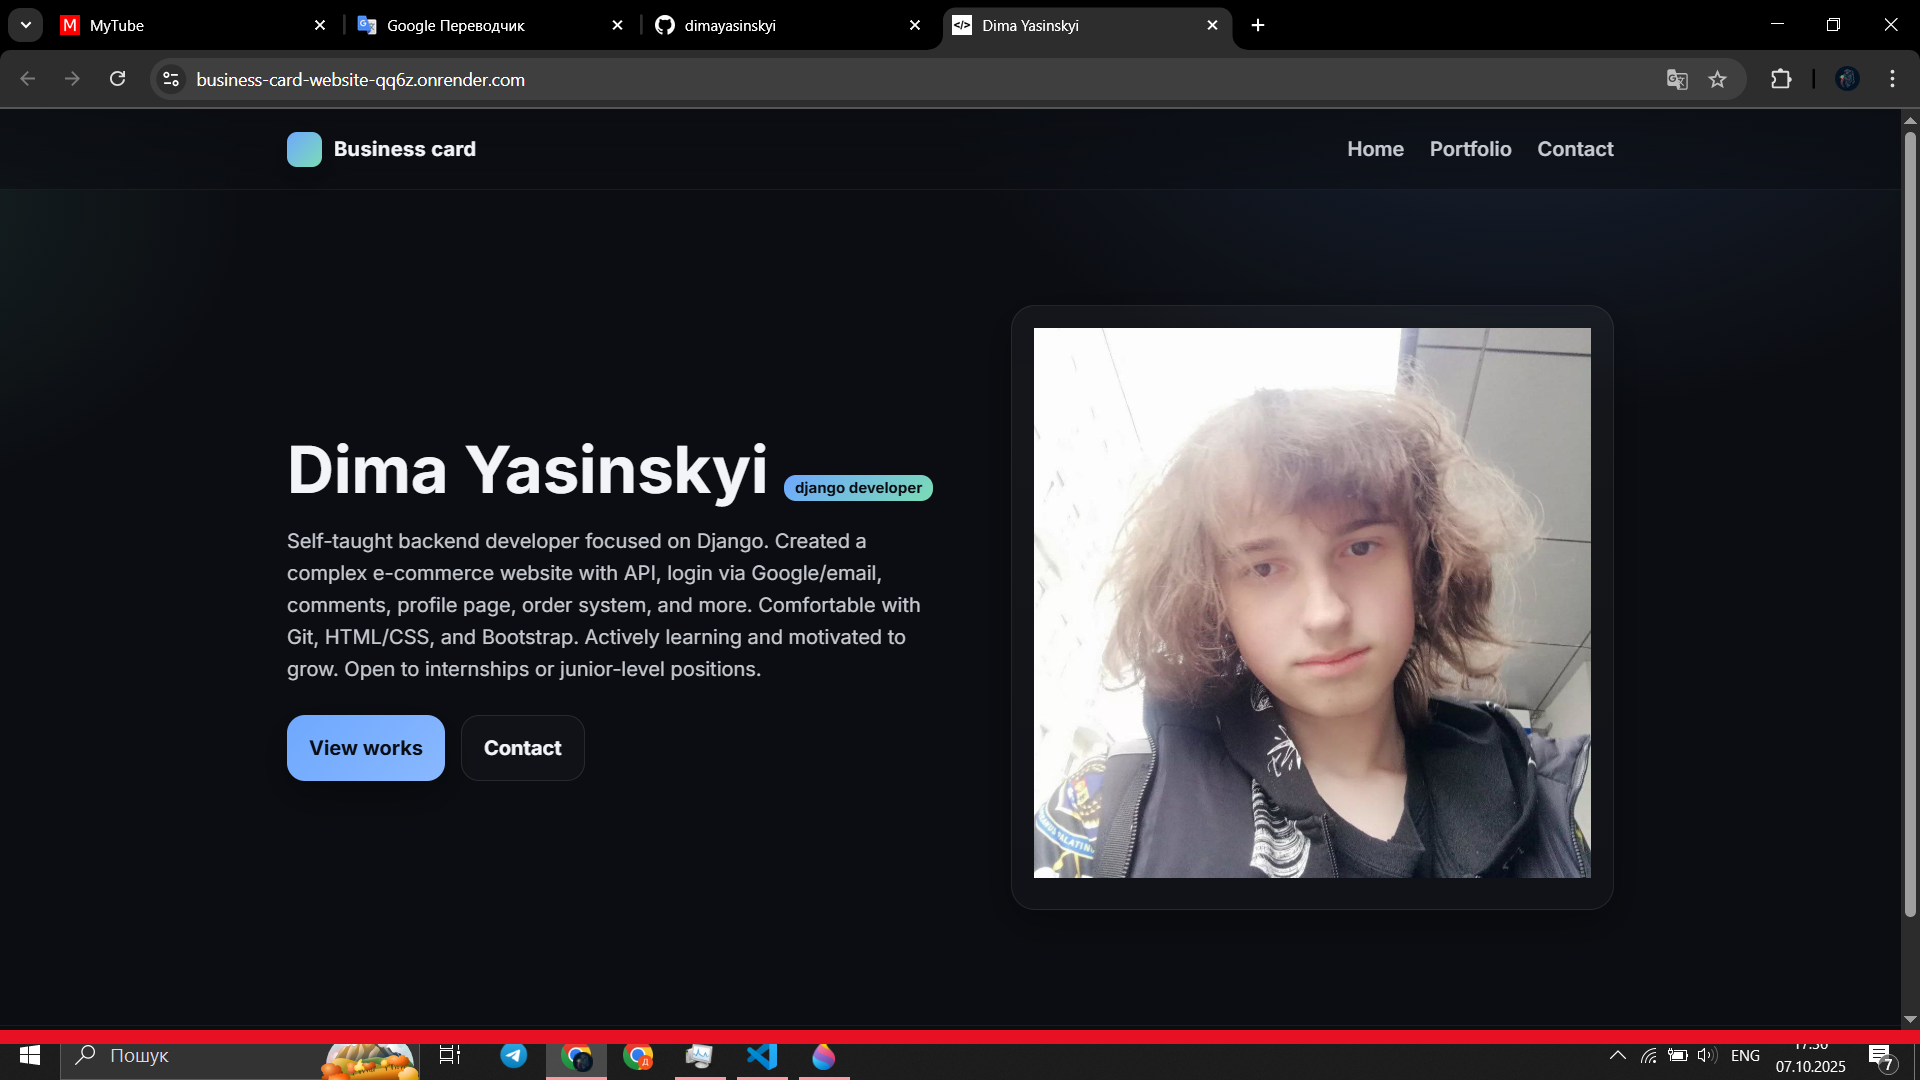 MyTube
Google Переводчик
dimayasinskyi
Dima Yasinskyi
business-card-website-qq6z.onrender.com
Business card
Home
Portfolio
Contact
Dima Yasinskyi
django developer
Self-taught backend developer focused on Django. Created a
complex e-commerce website with API, login via Google/email,
comments, profile page, order system, and more. Comfortable with
Git, HTML/CSS, and Bootstrap. Actively learning and motivated to
grow. Open to internships or junior-level positions.
View works
Contact
Пошук
ENG
07.10.2025
7